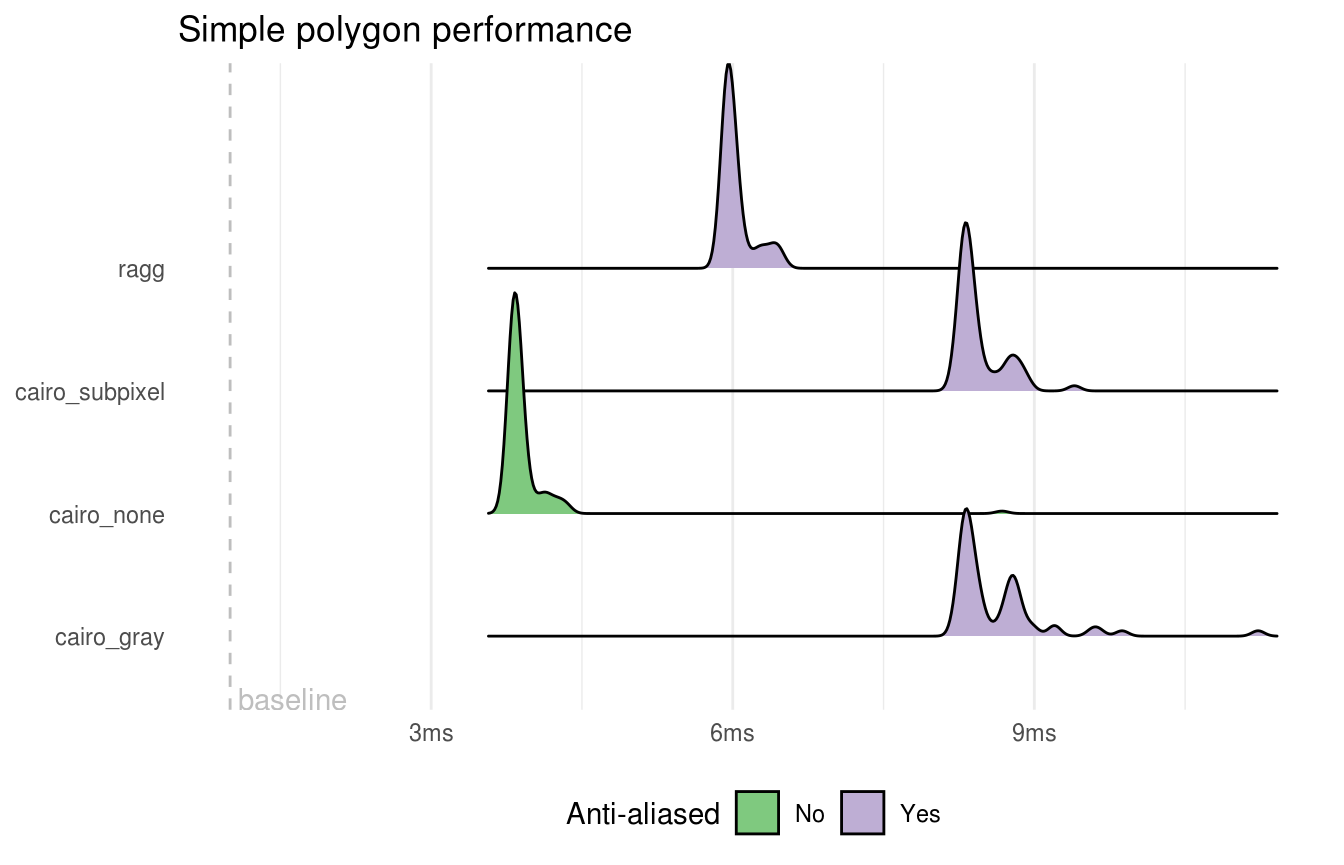 Simple polygon performance
ragg
cairo_subpixel
cairo_none
cairo_gray
baseline
3ms 6ms 9ms
Anti-aliased No Yes